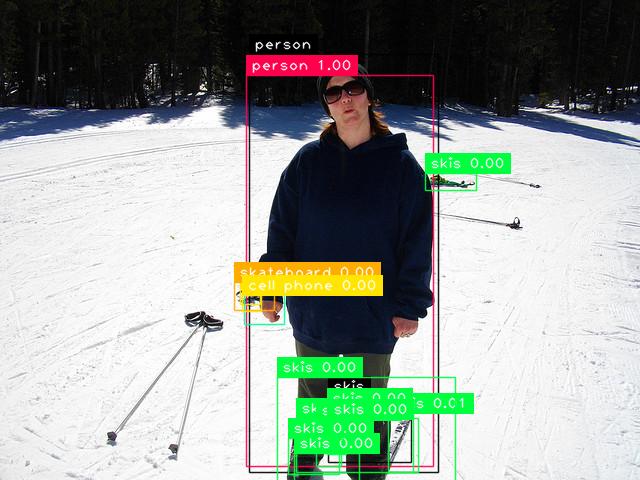 person
person 1.00
skis 0.00
skateboard 0.00
cell phone 0.00
skis 0.00
skis
skis 0.00
s 0.01
sk
skis 0.00
skis 0.00
skis 0.00